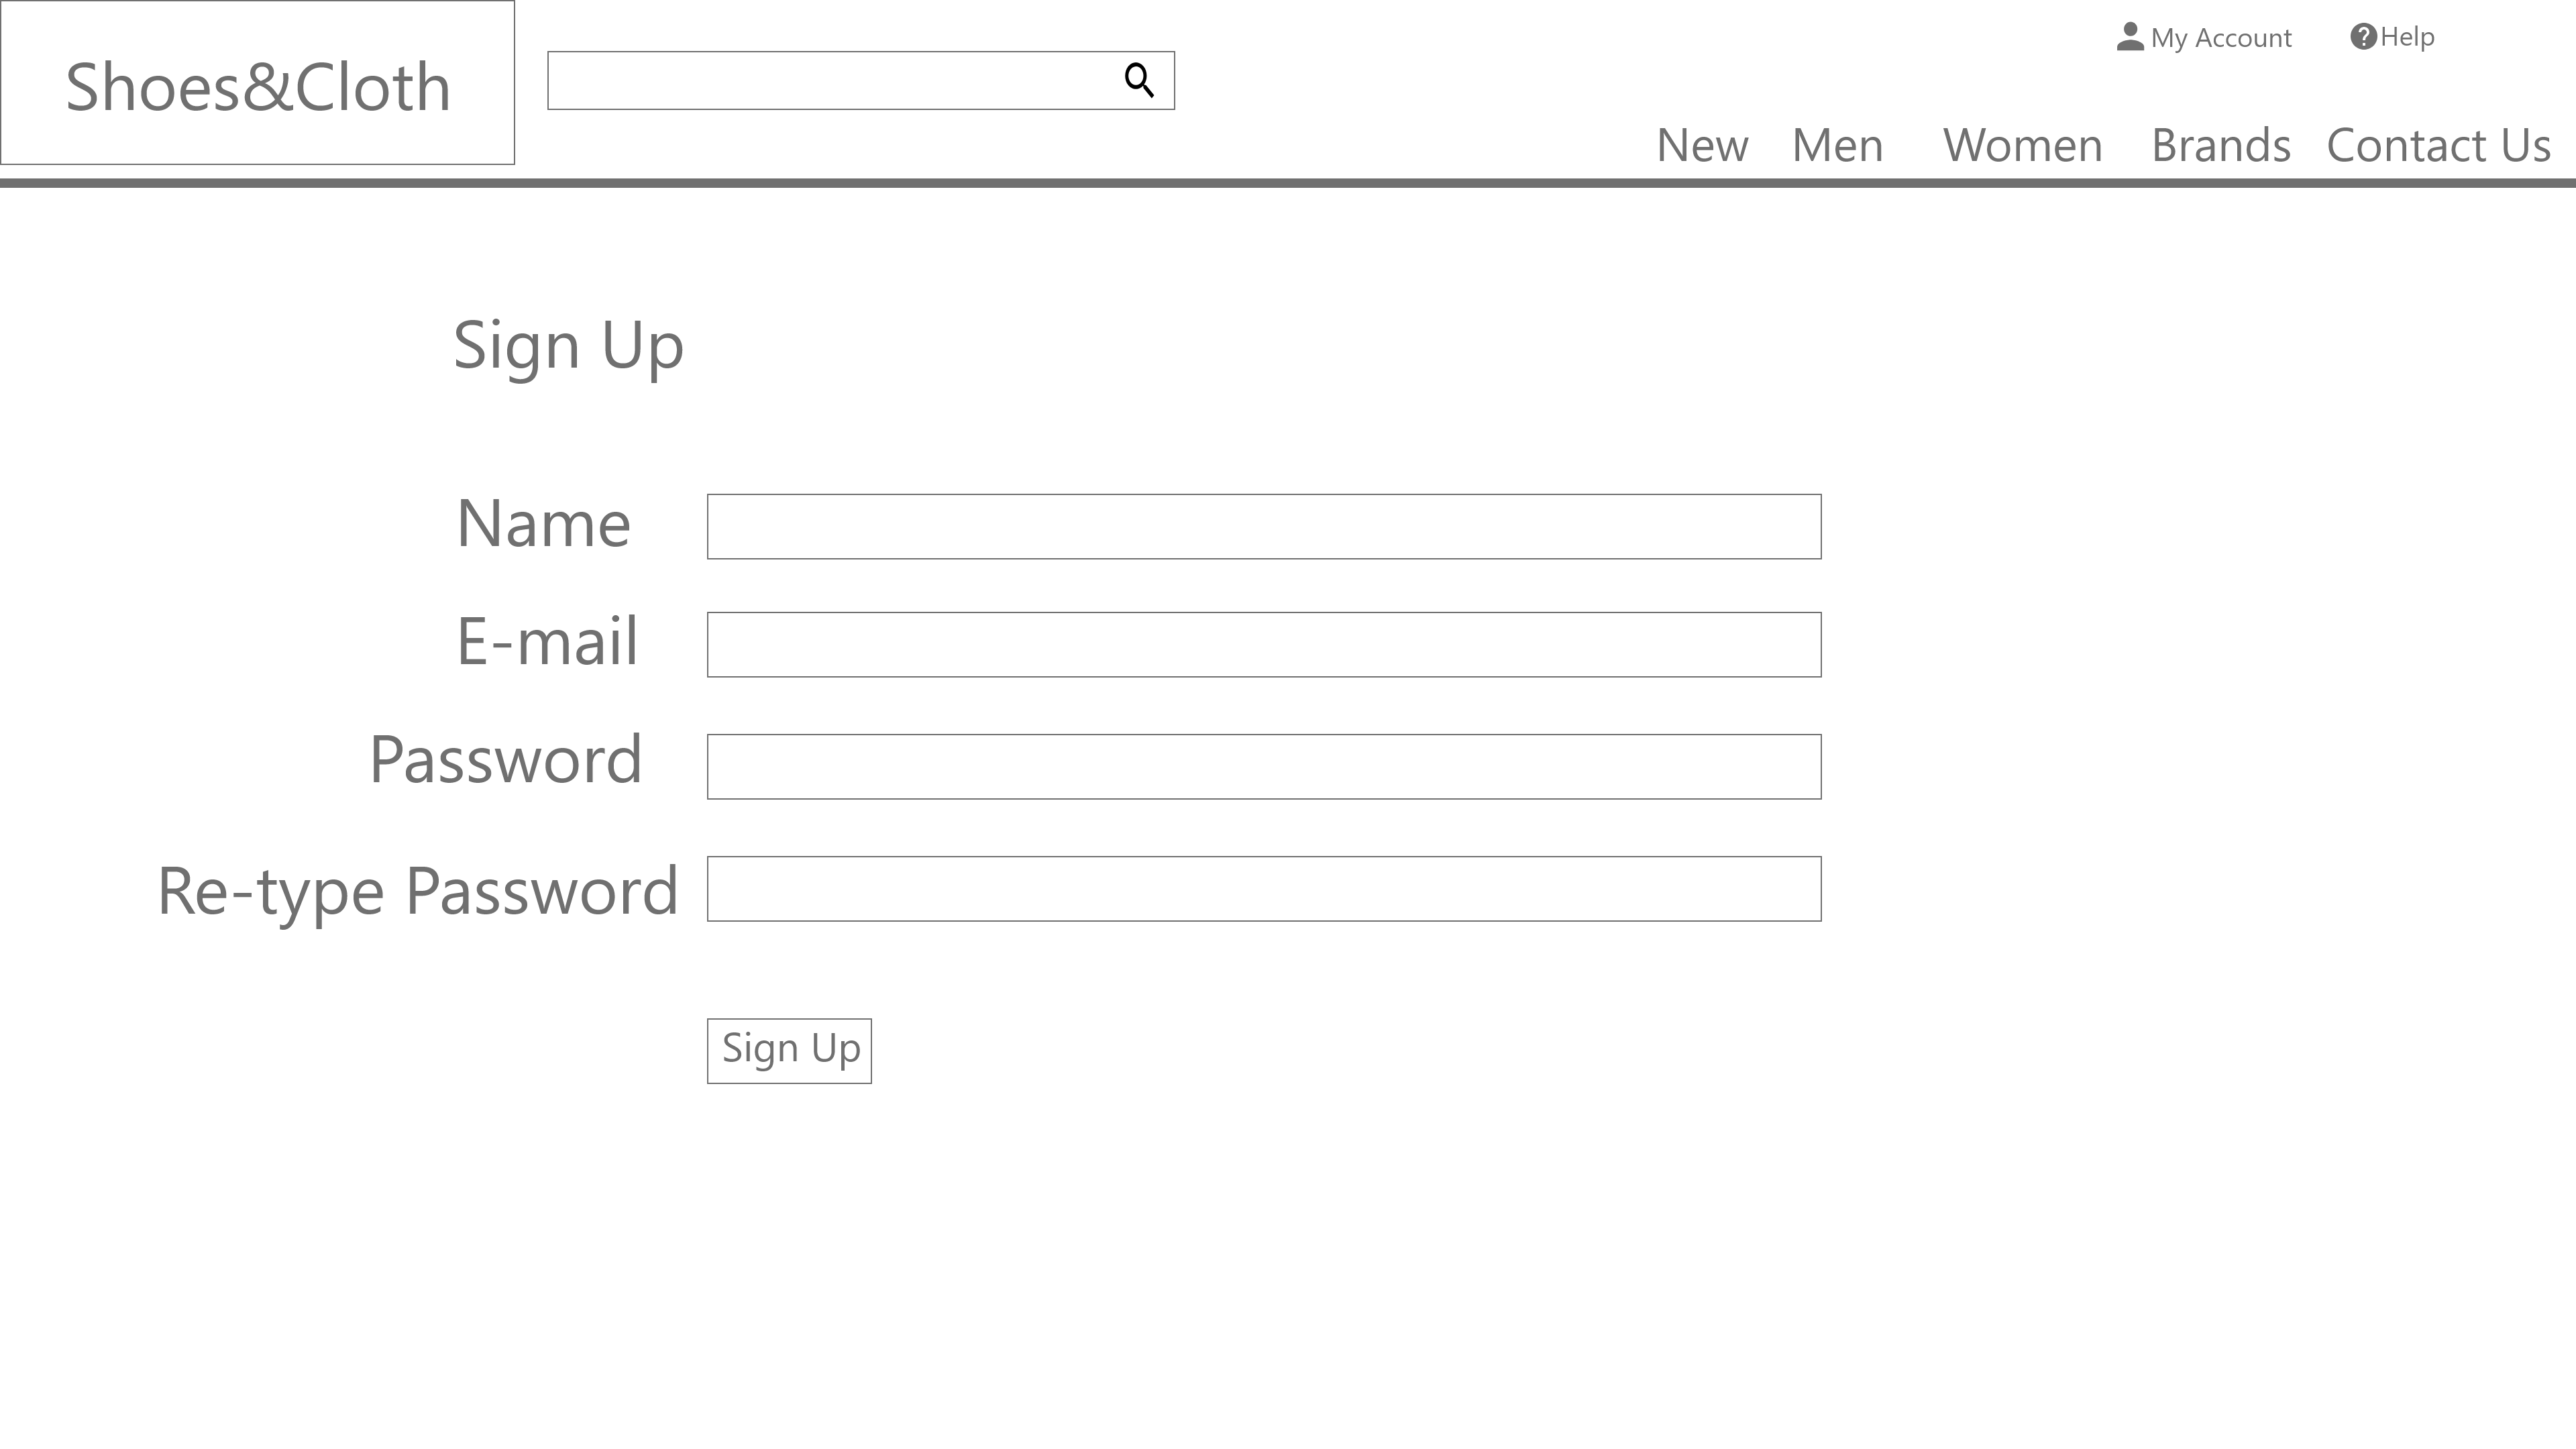 Shoes&Cloth
My Account
Help
New Men Women Brands Contact Us
Sign Up
Name
E-mail
Password
Re-type Password
Sign Up